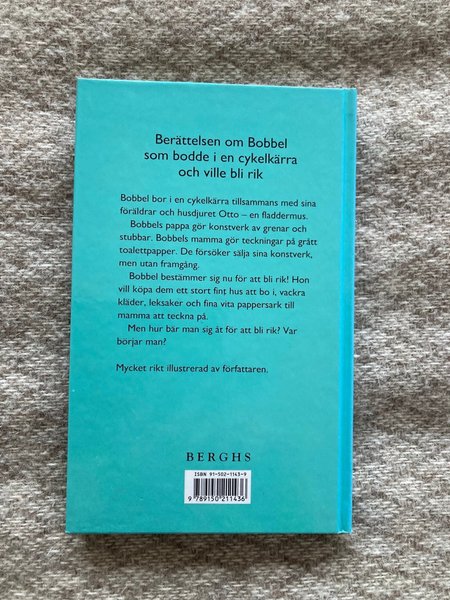 Berättelsen om Bobbel
som bodde i en cykelkärra
och ville bli rik
Bobbel bor i en cykelkärra tillsammans med sina
föräldrar och husdjuret Otto – en fladdermus.
Bobbels pappa gör konstverk av grenar och
stubbar. Bobbels mamma gör teckningar på grått
toalettpapper. De försöker sälja sina konstverk,
men utan framgång.
Bobbel bestämmer sig nu för att bli rik! Hon
vill köpa dem ett stort fint hus att bo i, vackra
kläder, leksaker och fina vita pappersark till
mamma att teckna på.
Men hur bär man sig åt för att bli rik? Var
börjar man?
Mycket rikt illustrerad av författaren.
BERGHS
ISBN 91-502-1143-9
9 789150 211436